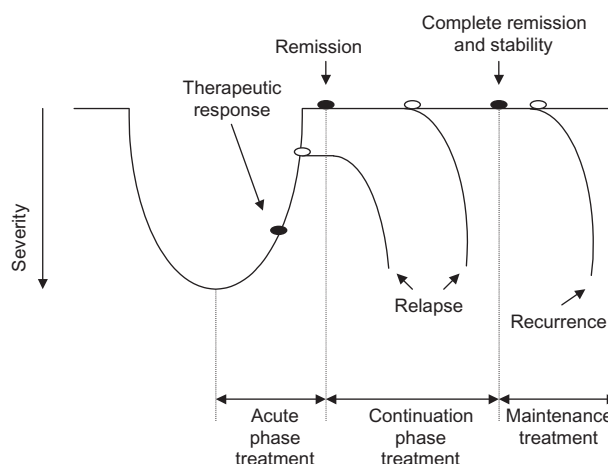 Remission
Complete remission
and stability
Therapeutic
response
Severity
Relapse
Recurrence
Acute
phase
treatment
Continuation
phase
treatment
Maintenance
treatment